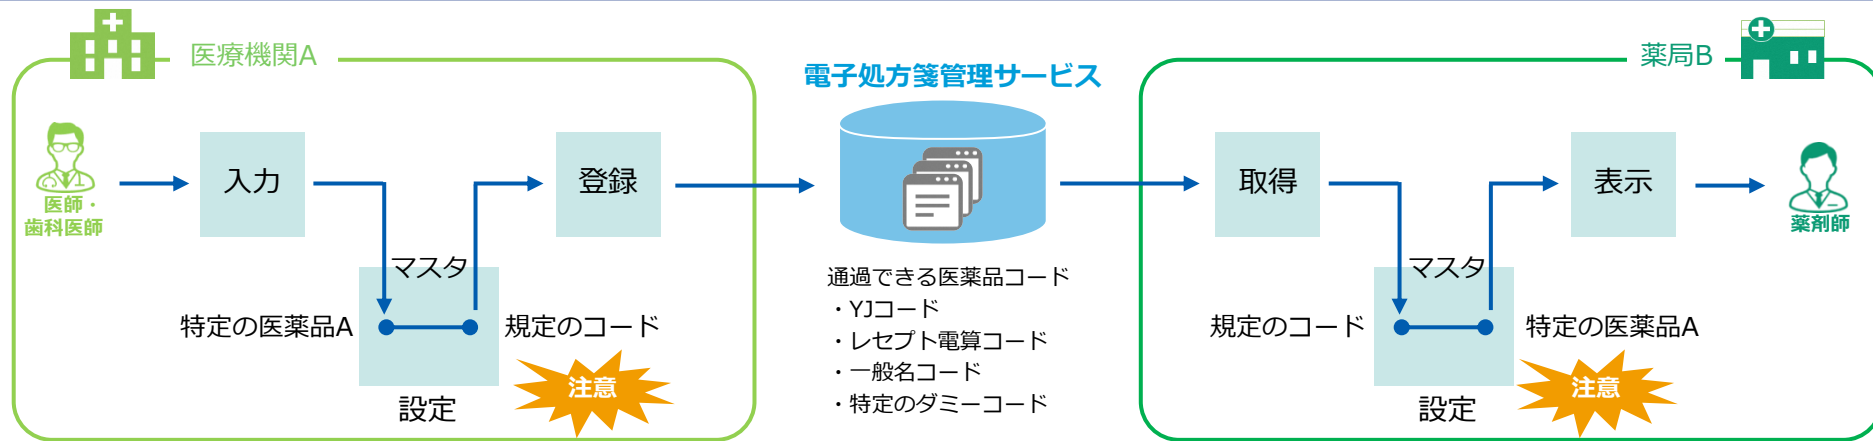 医療機関A
医師・
歯科医師
入力
登録
マスタ
特定の医薬品A
規定のコード
設定
注意
電子処方箋管理サービス
通過できる医薬品コード
・YJコード
・レセプト電算コード
・一般名コード
・特定のダミーコード
薬局B
取得
表示
薬剤師
マスタ
規定のコード
特定の医薬品A
設定
注意